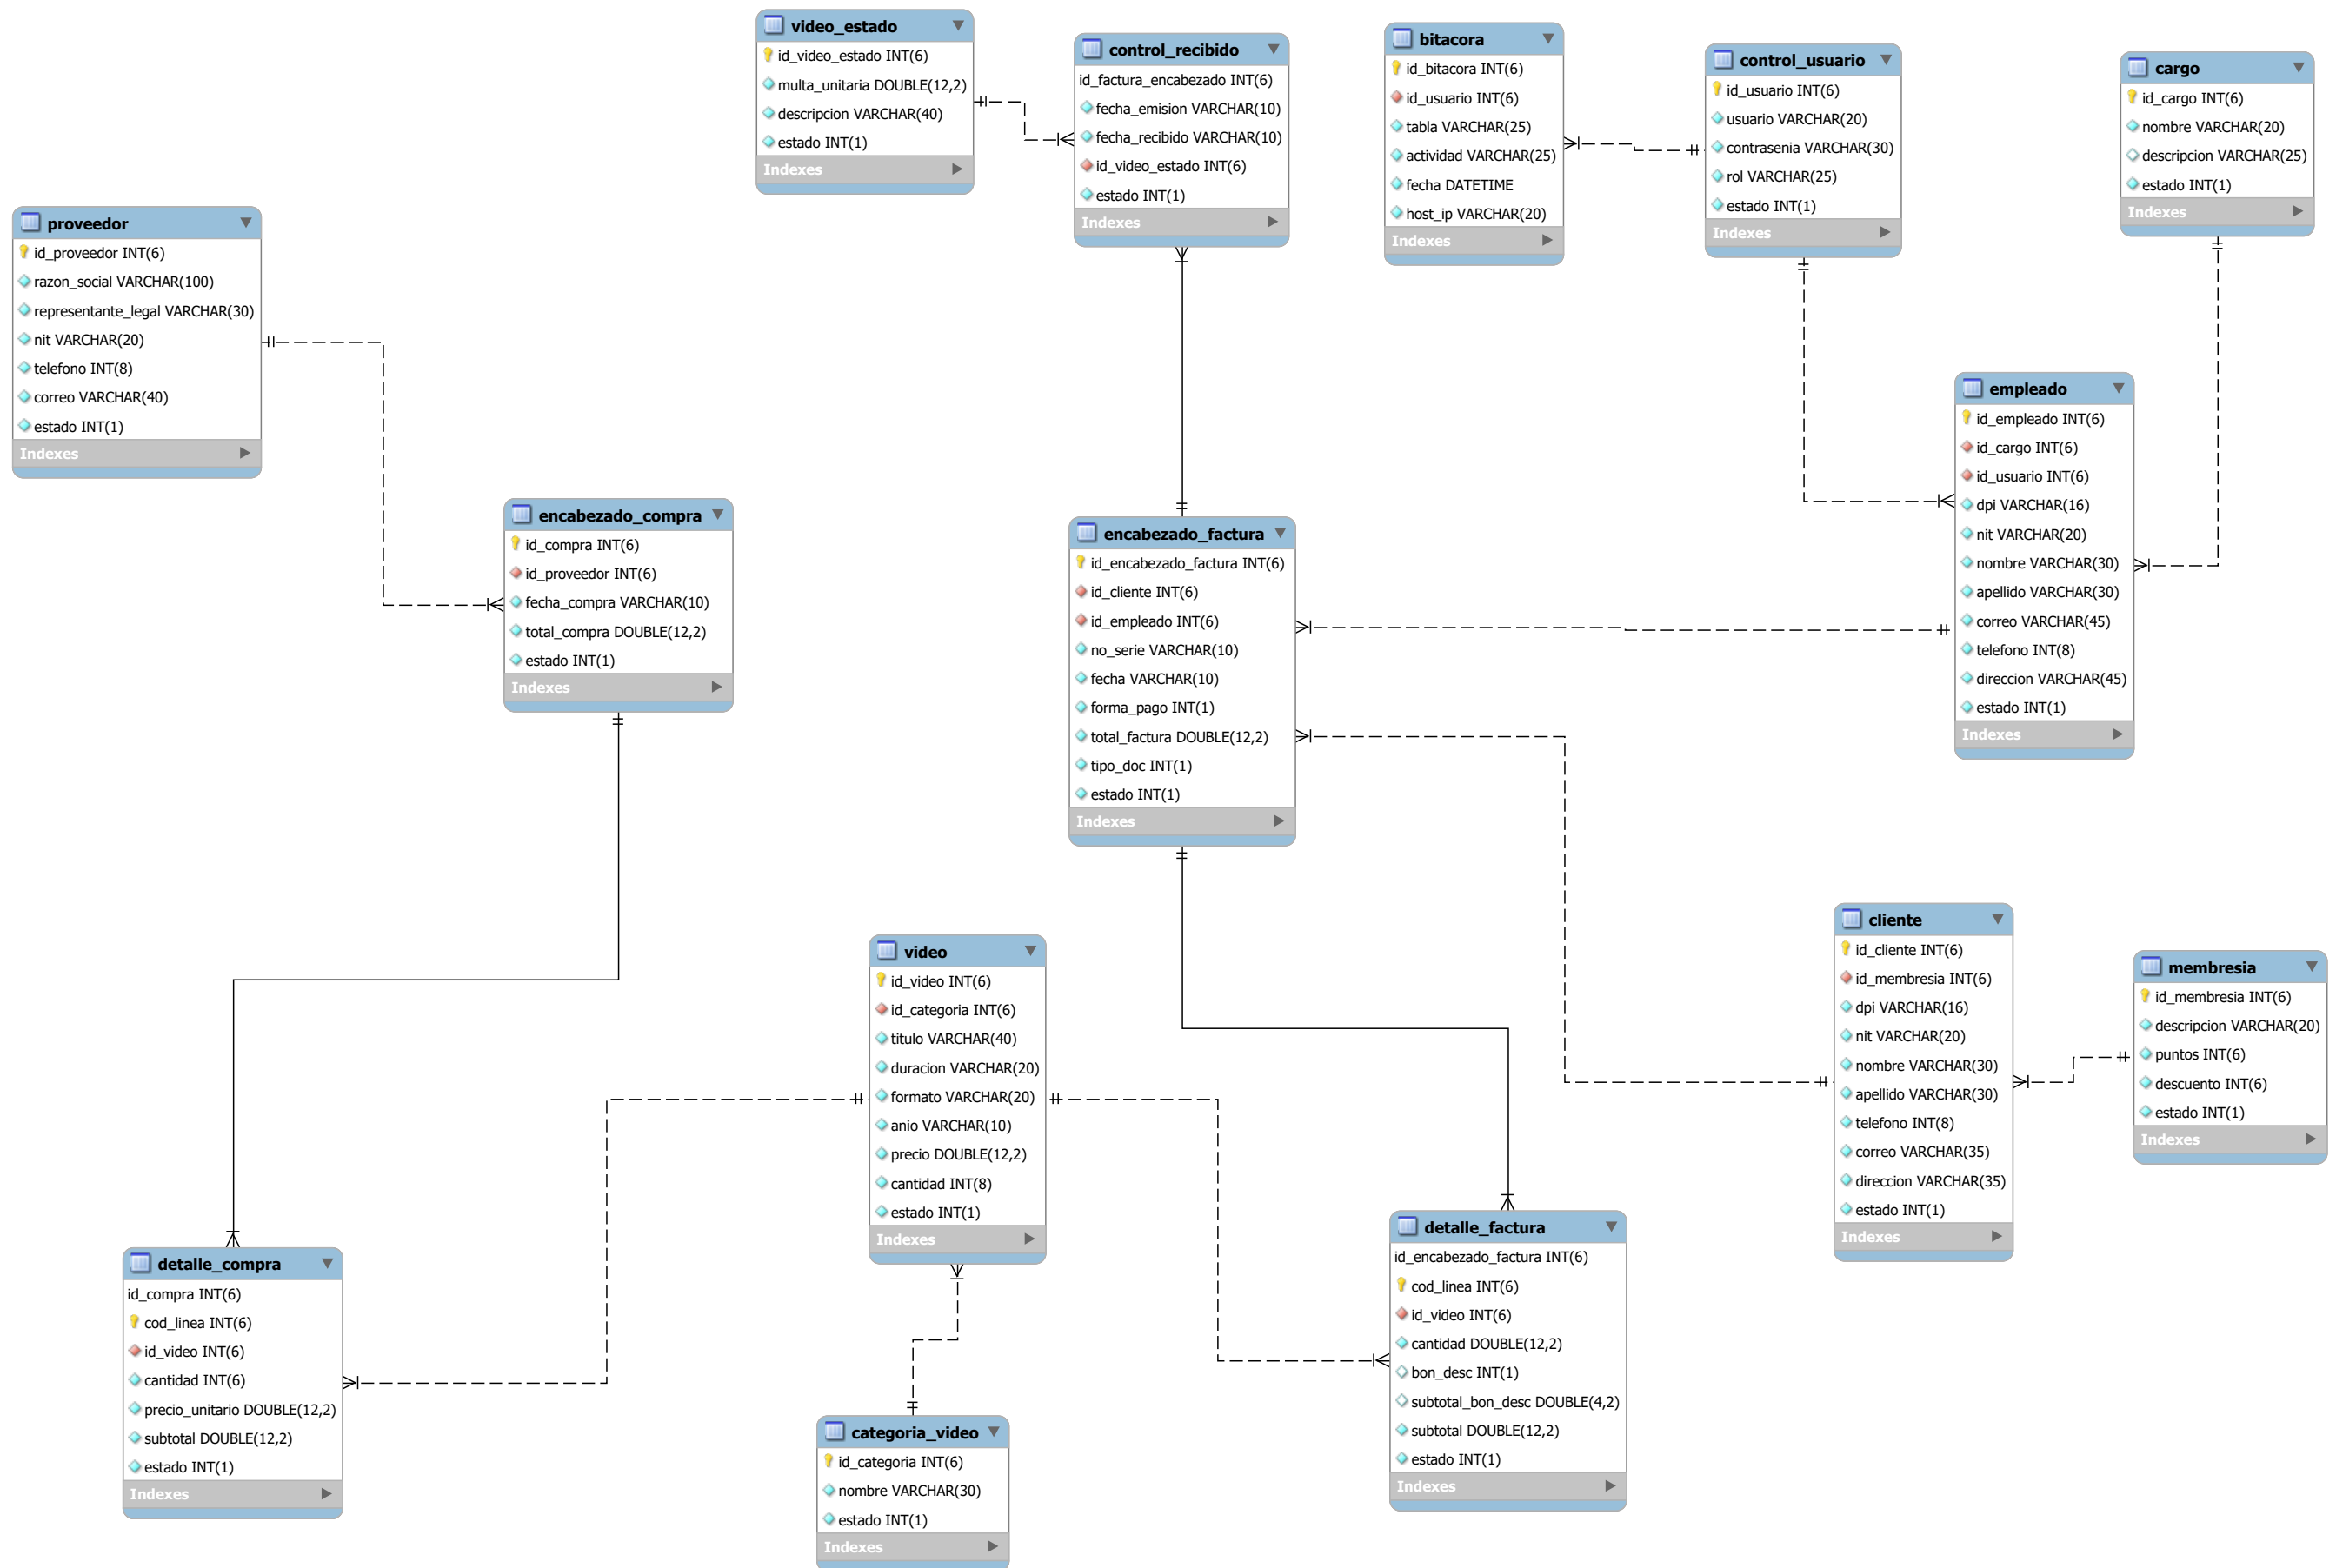 video_estado
id_video_estado INT(6)
multa_unitaria DOUBLE(12,2)
descripcion VARCHAR(40)
estado INT(1)
Indexes
control_recibido
id_factura_encabezado INT(6)
fecha_emision VARCHAR(10)
fecha_recibido VARCHAR(10)
id_video_estado INT(6)
estado INT(1)
Indexes
bitacora
id_bitacora INT(6)
id_usuario INT(6)
tabla VARCHAR(25)
actividad VARCHAR(25)
fecha DATETIME
host_ip VARCHAR(20)
Indexes
control_usuario
id_usuario INT(6)
usuario VARCHAR(20)
contrasenia VARCHAR(30)
rol VARCHAR(25)
estado INT(1)
Indexes
cargo
id_cargo INT(6)
nombre VARCHAR(20)
descripcion VARCHAR(25)
estado INT(1)
Indexes
proveedor
id_proveedor INT(6)
razon_social VARCHAR(100)
representante_legal VARCHAR(30)
nit VARCHAR(20)
telefono INT(8)
correo VARCHAR(40)
estado INT(1)
Indexes
empleado
id_empleado INT(6)
id_cargo INT(6)
id_usuario INT(6)
dpi VARCHAR(16)
nit VARCHAR(20)
nombre VARCHAR(30)
apellido VARCHAR(30)
correo VARCHAR(45)
telefono INT(8)
direccion VARCHAR(45)
estado INT(1)
Indexes
encabezado_compra
id_compra INT(6)
id_proveedor INT(6)
fecha_compra VARCHAR(10)
total_compra DOUBLE(12,2)
estado INT(1)
Indexes
encabezado_factura
id_encabezado_factura INT(6)
id_cliente INT(6)
id_empleado INT(6)
no_serie VARCHAR(10)
fecha VARCHAR(10)
forma_pago INT(1)
total_factura DOUBLE(12,2)
tipo_doc INT(1)
estado INT(1)
Indexes
video
id_video INT(6)
id_categoria INT(6)
titulo VARCHAR(40)
duracion VARCHAR(20)
formato VARCHAR(20)
anio VARCHAR(10)
precio DOUBLE(12,2)
cantidad INT(8)
estado INT(1)
Indexes
cliente
id_cliente INT(6)
id_membresia INT(6)
dpi VARCHAR(16)
nit VARCHAR(20)
nombre VARCHAR(30)
apellido VARCHAR(30)
telefono INT(8)
correo VARCHAR(35)
direccion VARCHAR(35)
estado INT(1)
Indexes
membresia
id_membresia INT(6)
descripcion VARCHAR(20)
puntos INT(6)
descuento INT(6)
estado INT(1)
Indexes
detalle_compra
id_compra INT(6)
cod_linea INT(6)
id_video INT(6)
cantidad INT(6)
precio_unitario DOUBLE(12,2)
subtotal DOUBLE(12,2)
estado INT(1)
Indexes
detalle_factura
id_encabezado_factura INT(6)
cod_linea INT(6)
id_video INT(6)
cantidad DOUBLE(12,2)
bon_desc INT(1)
subtotal_bon_desc DOUBLE(4,2)
subtotal DOUBLE(12,2)
estado INT(1)
Indexes
categoria_video
id_categoria INT(6)
nombre VARCHAR(30)
estado INT(1)
Indexes